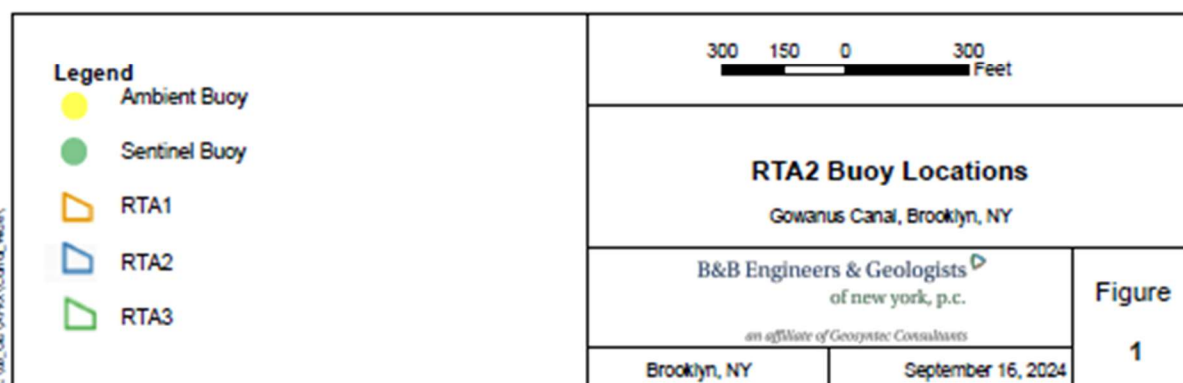 Legend
Ambient Buoy
Sentinel Buoy
RTA1
RTA2
RTA3
300 150 0 300
Feet
RTA2 Buoy Locations
Gowanus Canal, Brooklyn, NY
B&B Engineers & Geologists
of new york, p.c.
an affiliate of Geosyntec Consultants
Figure
1
Brooklyn, NY
September 16, 2024